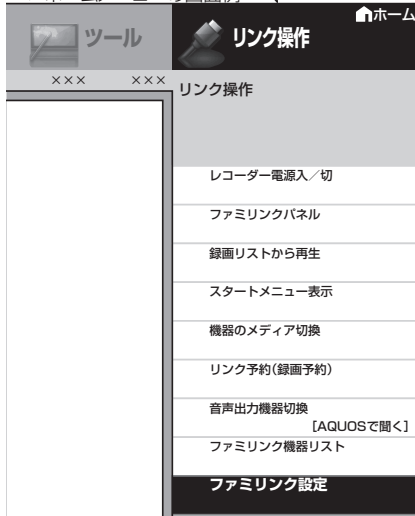 ホーム
ツール
リンク操作
××× ×××
リンク操作
レコーダー電源入／切
ファミリンクパネル
録画リストから再生
スタートメニュー表示
機器のメディア切換
リンク予約(録画予約)
音声出力機器切換
[AQUOSで聞く]
ファミリンク機器リスト
ファミリンク設定